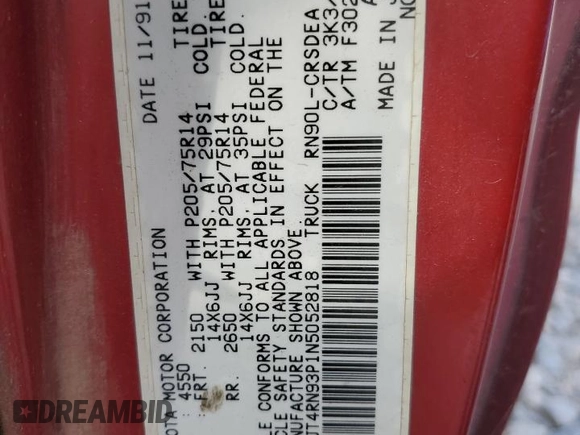 OTA MOTOR CORPORATION DATE 11/91
: 4550
FRT. 2150 WITH P205/75R14 TIRE
14X6JJ RIMS. AT 29PSI COLD.
RR. 2650 WITH P205/75R14 TIRE
14X6JJ RIMS. AT 35PSI COLD.
LE CONFORMS TO ALL APPLICABLE FEDERAL
CLE SAFETY STANDARDS IN EFFECT ON THE
NUFACTURE SHOWN ABOVE.
JT4RN93P1N5052818 TRUCK RN90L-CRSDEA
C/TR 3K3/
A/TM F302
MADE IN J
A
NO
DREAMBID